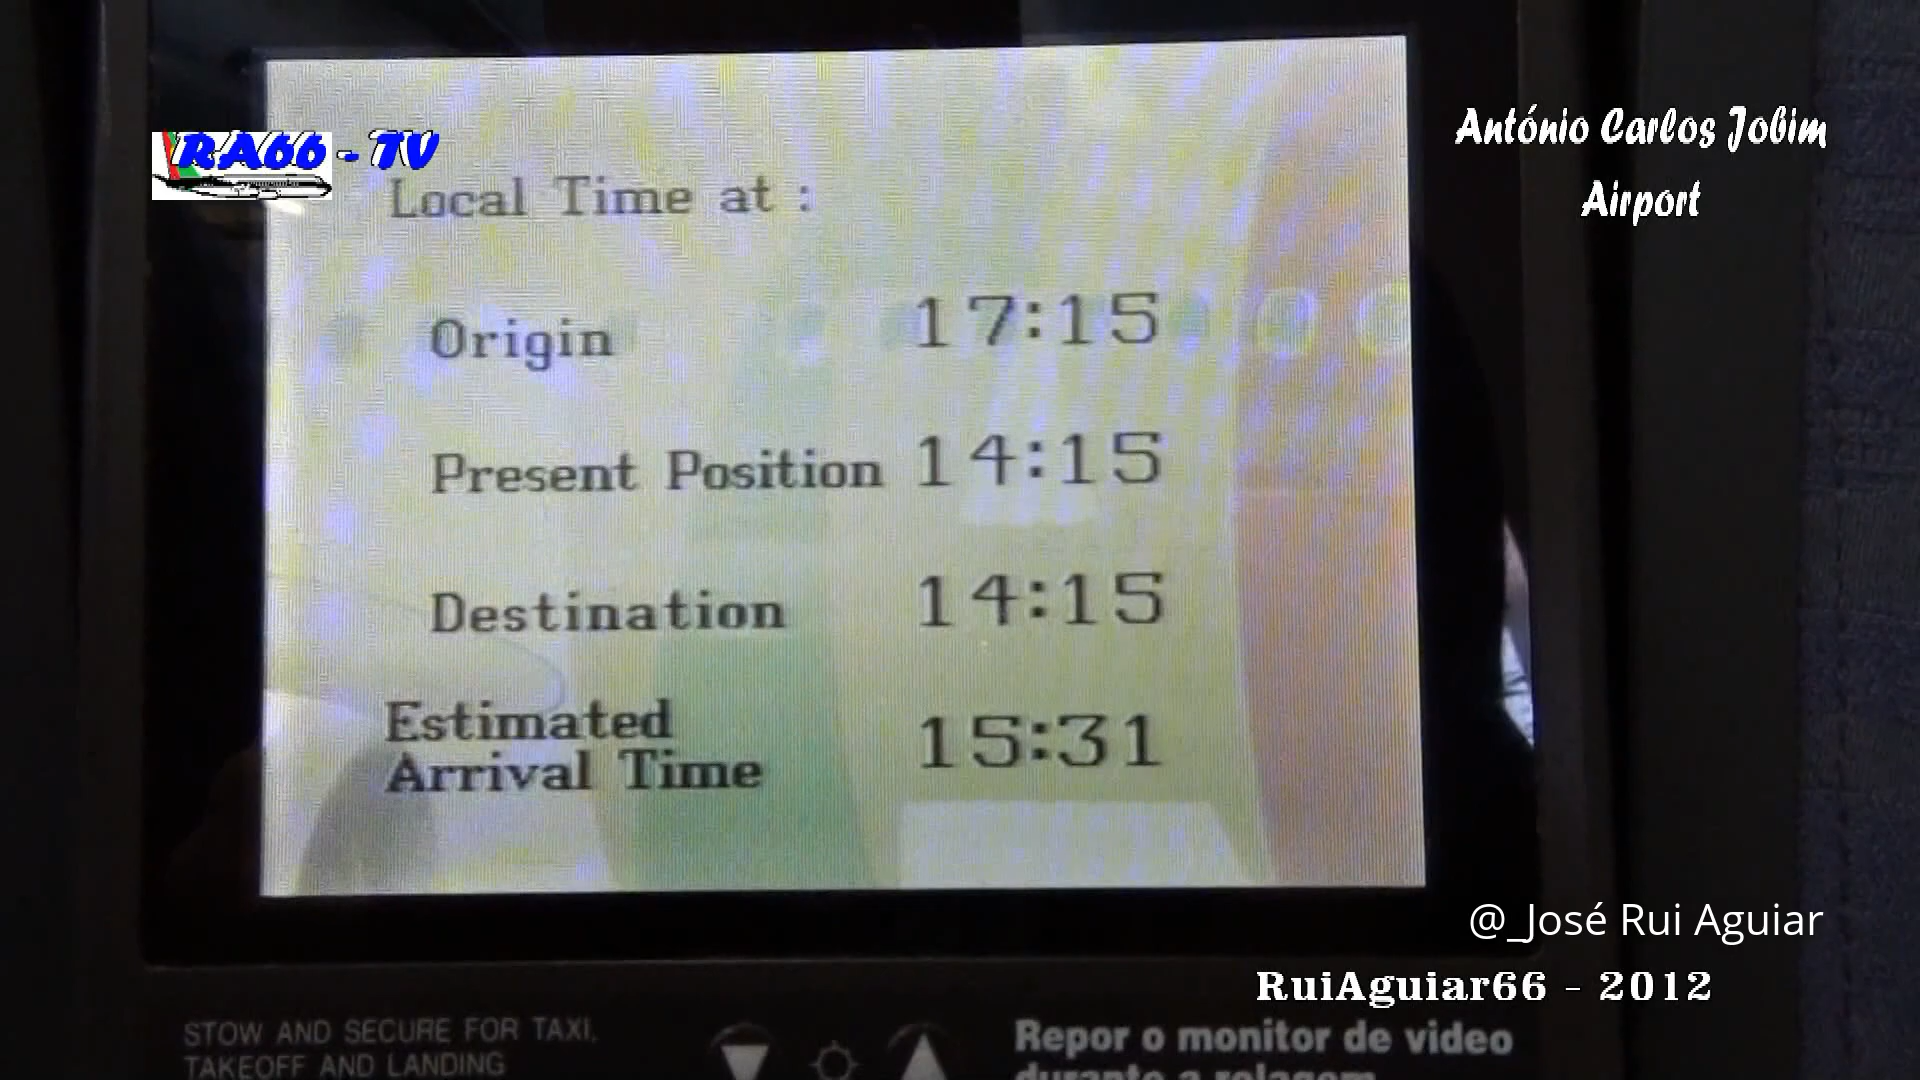 RA66 - TV
António Carlos Jobim
Airport
Local Time at :
Origin 17:15
Present Position 14:15
Destination 14:15
Estimated
Arrival Time 15:31
@_José Rui Aguiar
RuiAguiar66 - 2012
STOW AND SECURE FOR TAXI,
TAKEOFF AND LANDING
Repor o monitor de video
durante a rolagem